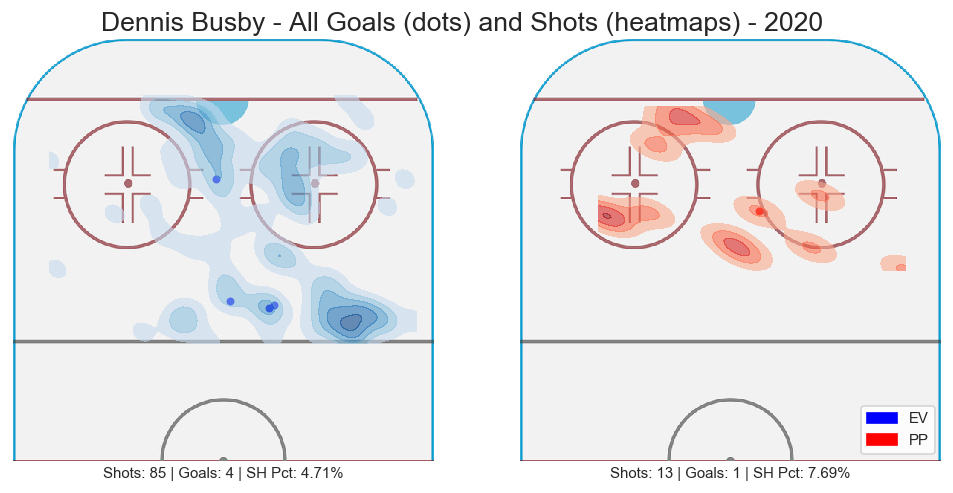 Dennis Busby - All Goals (dots) and Shots (heatmaps) - 2020
EV
PP
Shots: 85 | Goals: 4 | SH Pct: 4.71%
Shots: 13 | Goals: 1 | SH Pct: 7.69%